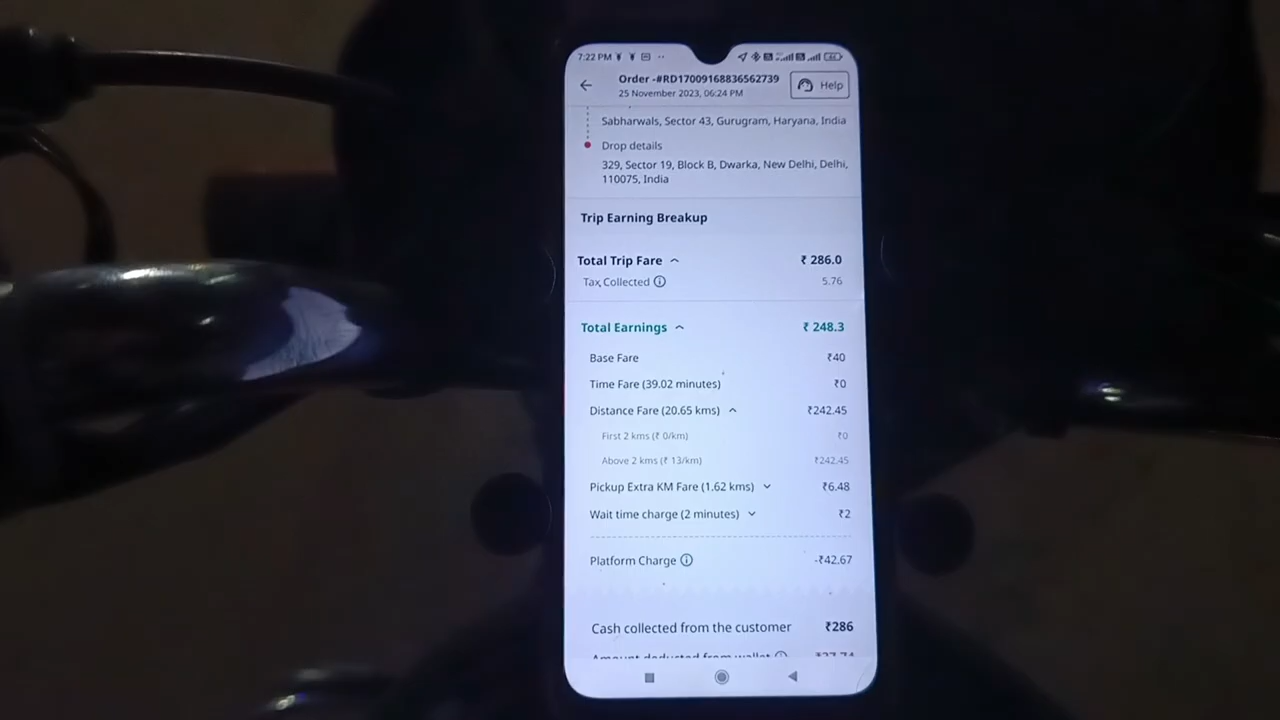 7:22 PM
Order -#RD17009168836562739
Help
25 November 2023, 06:24 PM
Sabharwals, Sector 43, Gurugram, Haryana, India
Drop details
329, Sector 19, Block B, Dwarka, New Delhi, Delhi,
110075, India
Trip Earning Breakup
Total Trip Fare ₹ 286.0
Tax Collected 5.76
Total Earnings ₹ 248.3
Base Fare ₹40
Time Fare (39.02 minutes) ₹0
Distance Fare (20.65 kms) ₹242.45
First 2 kms (₹ 0/km) ₹0
Above 2 kms (₹ 13/km) ₹242.45
Pickup Extra KM Fare (1.62 kms) ₹6.48
Wait time charge (2 minutes) ₹2
Platform Charge -₹42.67
Cash collected from the customer ₹286
Amount deducted from wallet